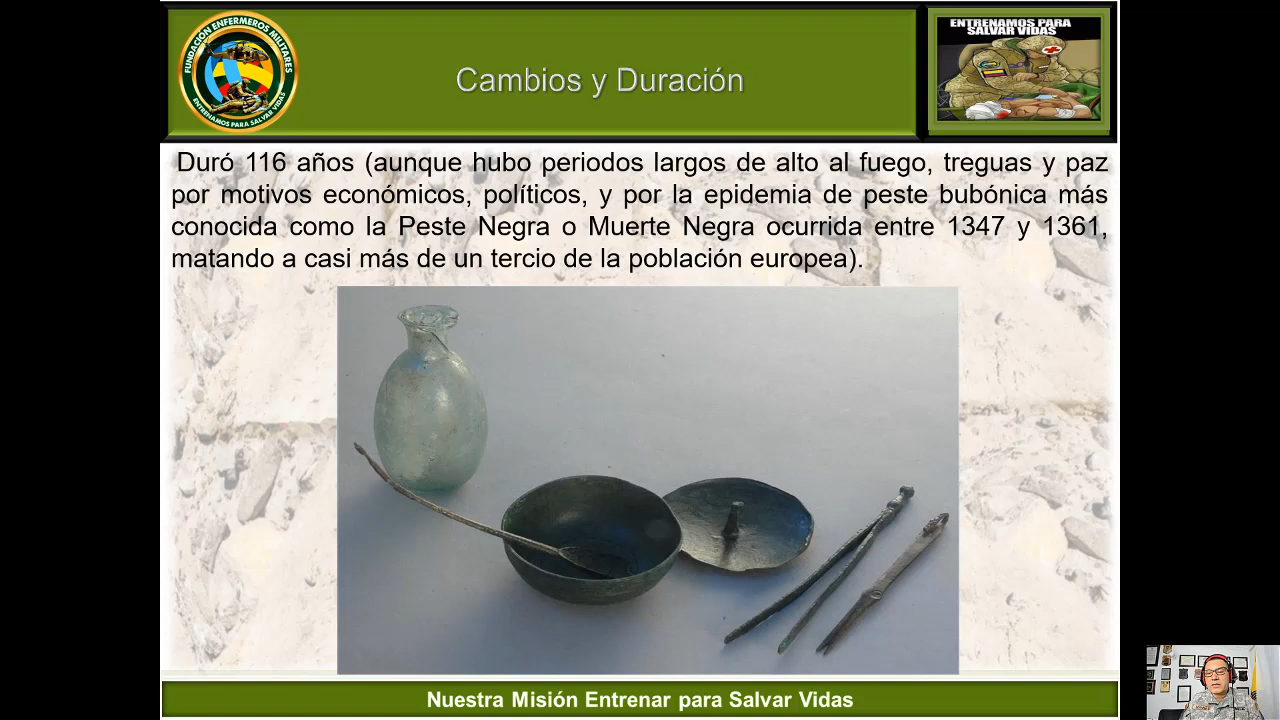 FUNDACIÓN ENFERMEROS MILITARES
ENTRENAMOS PARA SALVAR VIDAS
Cambios y Duración
ENTRENAMOS PARA
SALVAR VIDAS
Duró 116 años (aunque hubo periodos largos de alto al fuego, treguas y paz
por motivos económicos, políticos, y por la epidemia de peste bubónica más
conocida como la Peste Negra o Muerte Negra ocurrida entre 1347 y 1361,
matando a casi más de un tercio de la población europea).
Nuestra Misión Entrenar para Salvar Vidas